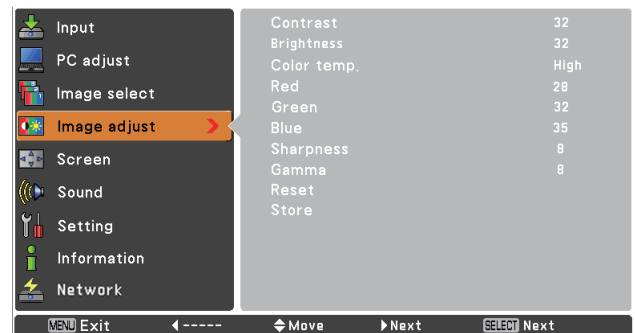 Input
PC adjust
Image select
Image adjust
Screen
Sound
Setting
Information
Network
Contrast 32
Brightness 32
Color temp. High
Red 28
Green 32
Blue 35
Sharpness 8
Gamma 8
Reset
Store
MENU Exit ◀----- ◆Move ▶Next SELECT Next